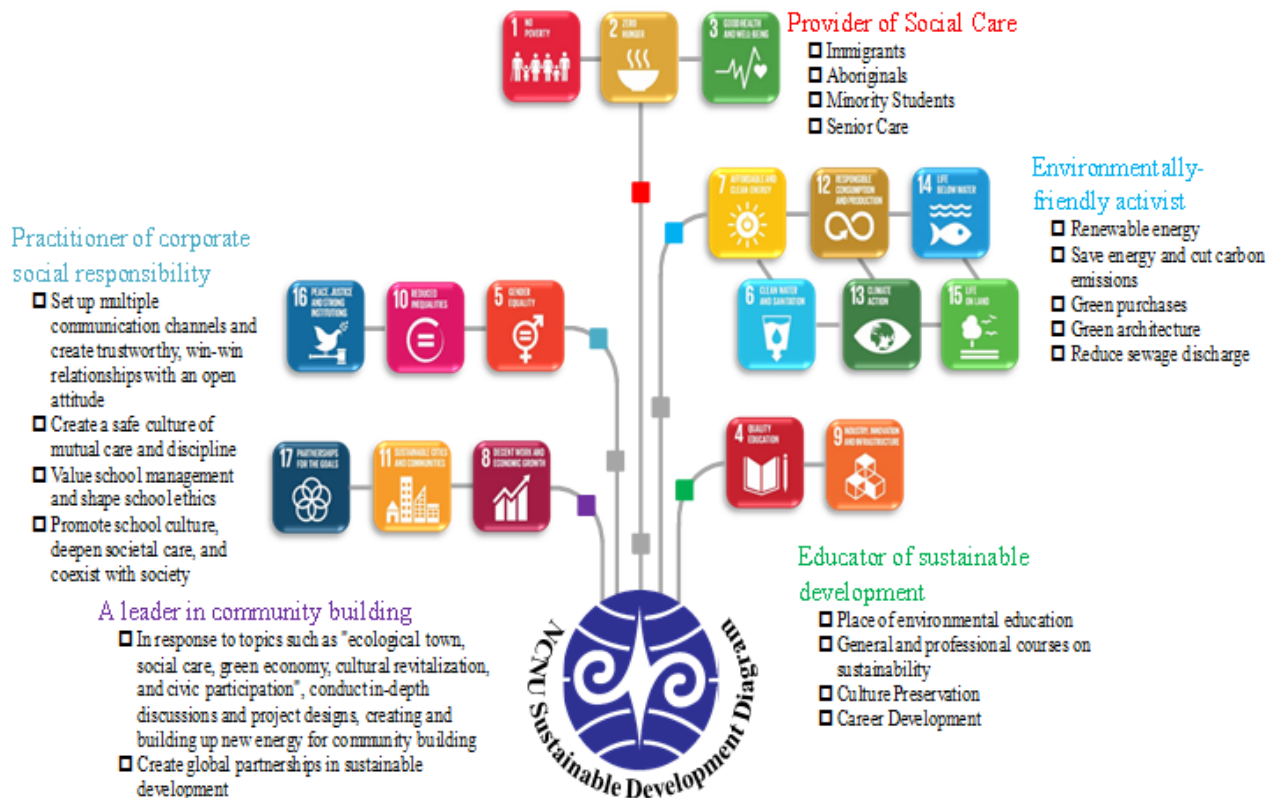 1 NO
POVERTY
2 ZERO
HUNGER
3 GOOD HEALTH
AND WELL-BEING
Provider of Social Care
Immigrants
Aboriginals
Minority Students
Senior Care
7 AFFORDABLE AND
CLEAN ENERGY
12 RESPONSIBLE
CONSUMPTION
AND PRODUCTION
14 LIFE
BELOW WATER
6 CLEAN WATER
AND SANITATION
13 CLIMATE
ACTION
15 LIFE
ON LAND
Environmentally-
friendly activist
Renewable energy
Save energy and cut carbon
emissions
Green purchases
Green architecture
Reduce sewage discharge
Practitioner of corporate
social responsibility
Set up multiple
communication channels and
create trustworthy, win-win
relationships with an open
attitude
Create a safe culture of
mutual care and discipline
Value school management
and shape school ethics
Promote school culture,
deepen societal care, and
coexist with society
16 PEACE, JUSTICE
AND STRONG
INSTITUTIONS
10 REDUCED
INEQUALITIES
5 GENDER
EQUALITY
17 PARTNERSHIPS
FOR THE GOALS
11 SUSTAINABLE CITIES
AND COMMUNITIES
8 DECENT WORK AND
ECONOMIC GROWTH
4 QUALITY
EDUCATION
9 INDUSTRY, INNOVATION
AND INFRASTRUCTURE
A leader in community building
In response to topics such as "ecological town,
social care, green economy, cultural revitalization,
and civic participation", conduct in-depth
discussions and project designs, creating and
building up new energy for community building
Create global partnerships in sustainable
development
Educator of sustainable
development
Place of environmental education
General and professional courses on
sustainability
Culture Preservation
Career Development
NCNU Sustainable Development Diagram